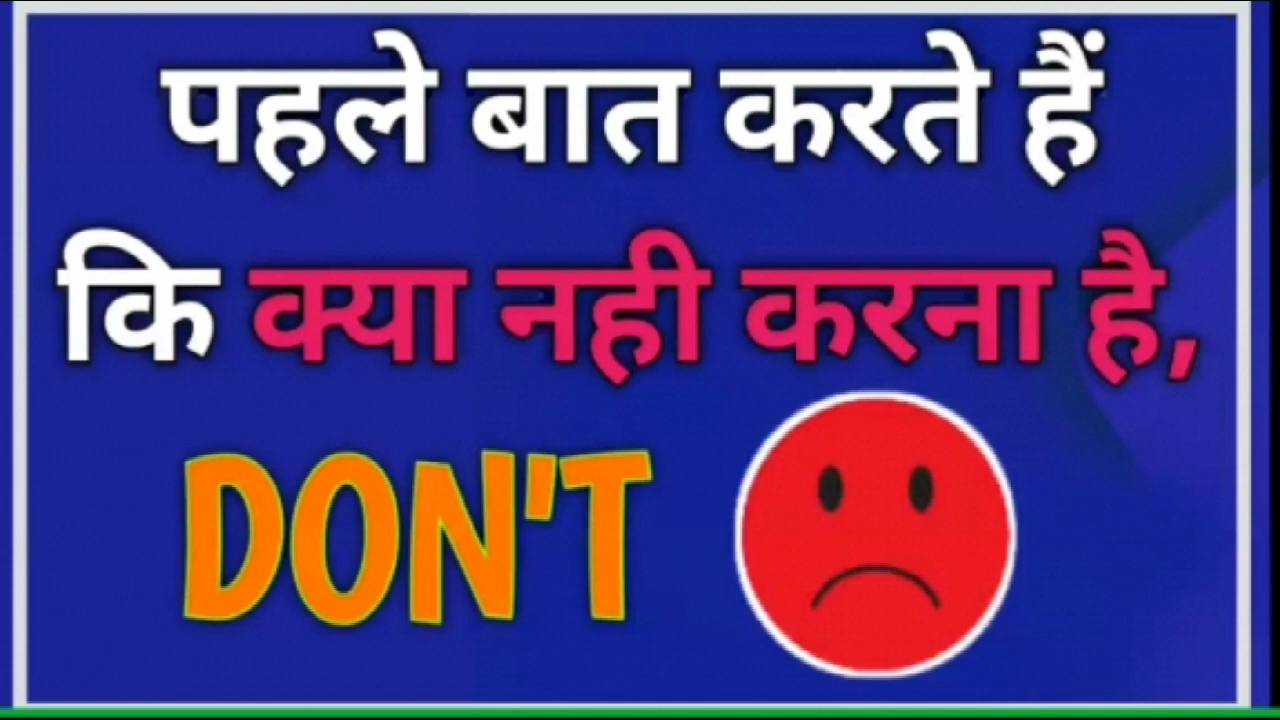 पहले बात करते हैं
कि क्या नही करना है,
DON'T